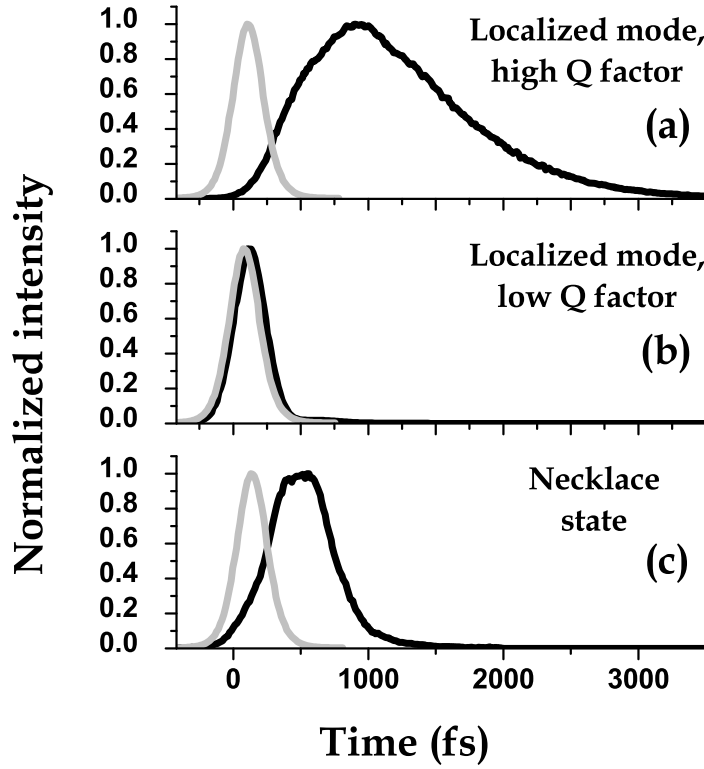 Normalized intensity
1.0
0.8
0.6
0.4
0.2
0.0
Localized mode,
high Q factor
(a)
1.0
0.8
0.6
0.4
0.2
0.0
Localized mode,
low Q factor
(b)
1.0
0.8
0.6
0.4
0.2
0.0
Necklace
state
(c)
0 1000 2000 3000
Time (fs)